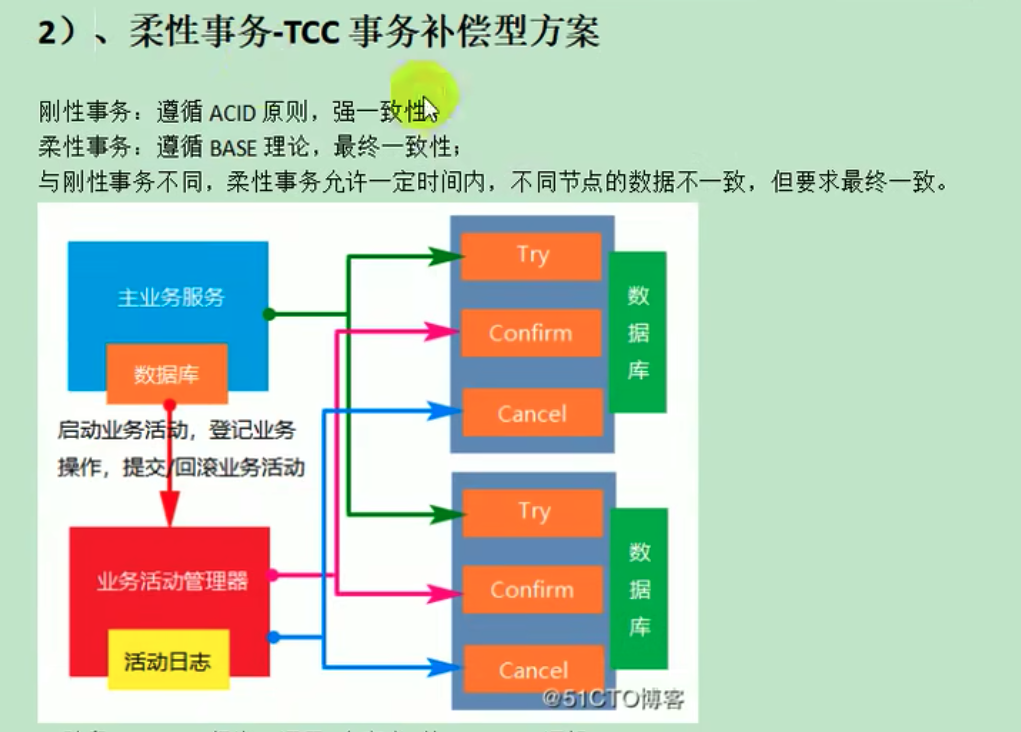 2）、柔性事务-TCC 事务补偿型方案
刚性事务：遵循 ACID 原则，强一致性。
柔性事务：遵循 BASE 理论，最终一致性；
与刚性事务不同，柔性事务允许一定时间内，不同节点的数据不一致，但要求最终一致。
主业务服务
数据库
启动业务活动，登记业务
操作，提交/回滚业务活动
业务活动管理器
活动日志
Try
Confirm
Cancel
数
据
库
Try
Confirm
Cancel
数
据
库
@51CTO博客